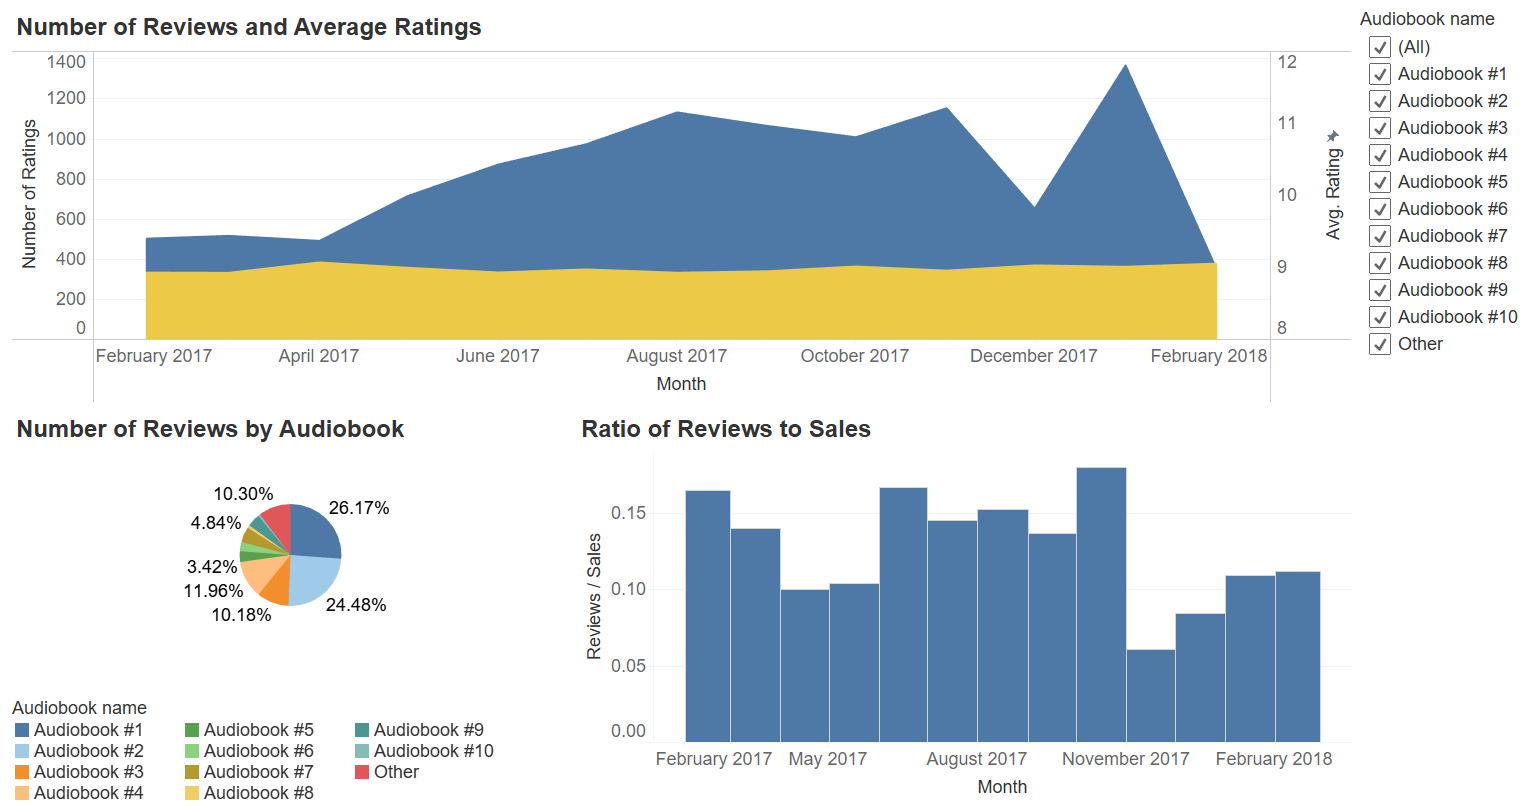 Number of Reviews and Average Ratings
1400
1200
1000
800
600
400
200
0
Number of Ratings
12
11
10
9
8
Avg. Rating
February 2017
April 2017
June 2017
August 2017
October 2017
December 2017
February 2018
Month
Audiobook name
(All)
Audiobook #1
Audiobook #2
Audiobook #3
Audiobook #4
Audiobook #5
Audiobook #6
Audiobook #7
Audiobook #8
Audiobook #9
Audiobook #10
Other
Number of Reviews by Audiobook
10.30%
26.17%
4.84%
3.42%
11.96%
10.18%
24.48%
Audiobook name
Audiobook #1
Audiobook #2
Audiobook #3
Audiobook #4
Audiobook #5
Audiobook #6
Audiobook #7
Audiobook #8
Audiobook #9
Audiobook #10
Other
Ratio of Reviews to Sales
Reviews / Sales
0.15
0.10
0.05
0.00
February 2017
May 2017
August 2017
November 2017
February 2018
Month